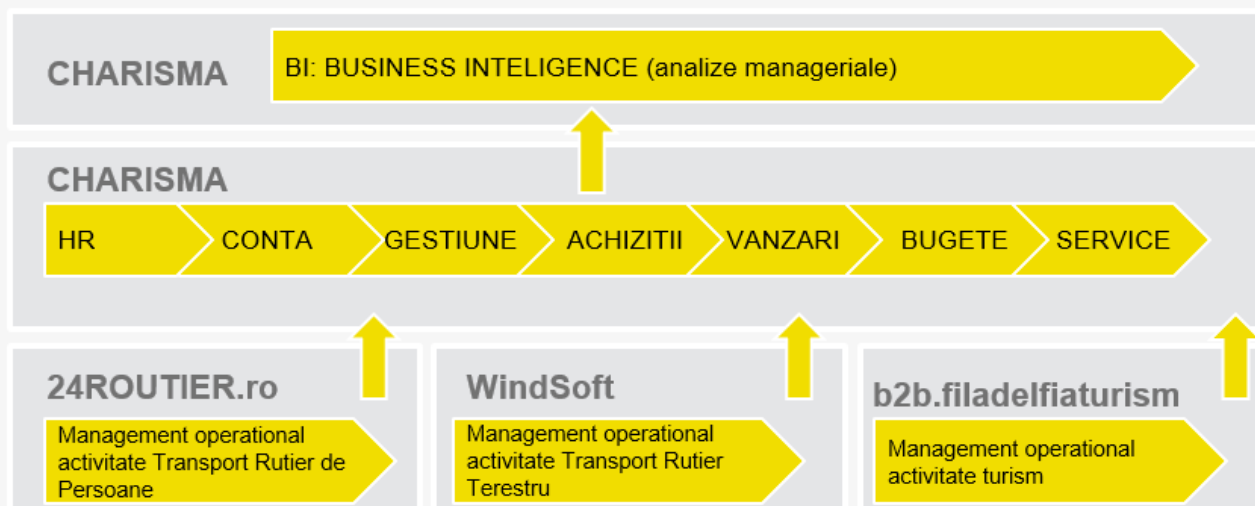 CHARISMA
BI: BUSINESS INTELIGENCE (analize manageriale)
CHARISMA
HR
CONTA
GESTIUNE
ACHIZITII
VANZARI
BUGETE
SERVICE
24ROUTIER.ro
Management operational
activitate Transport Rutier de
Persoane
WindSoft
Management operational
activitate Transport Rutier
Terestru
b2b.filadelfiaturism
Management operational
activitate turism